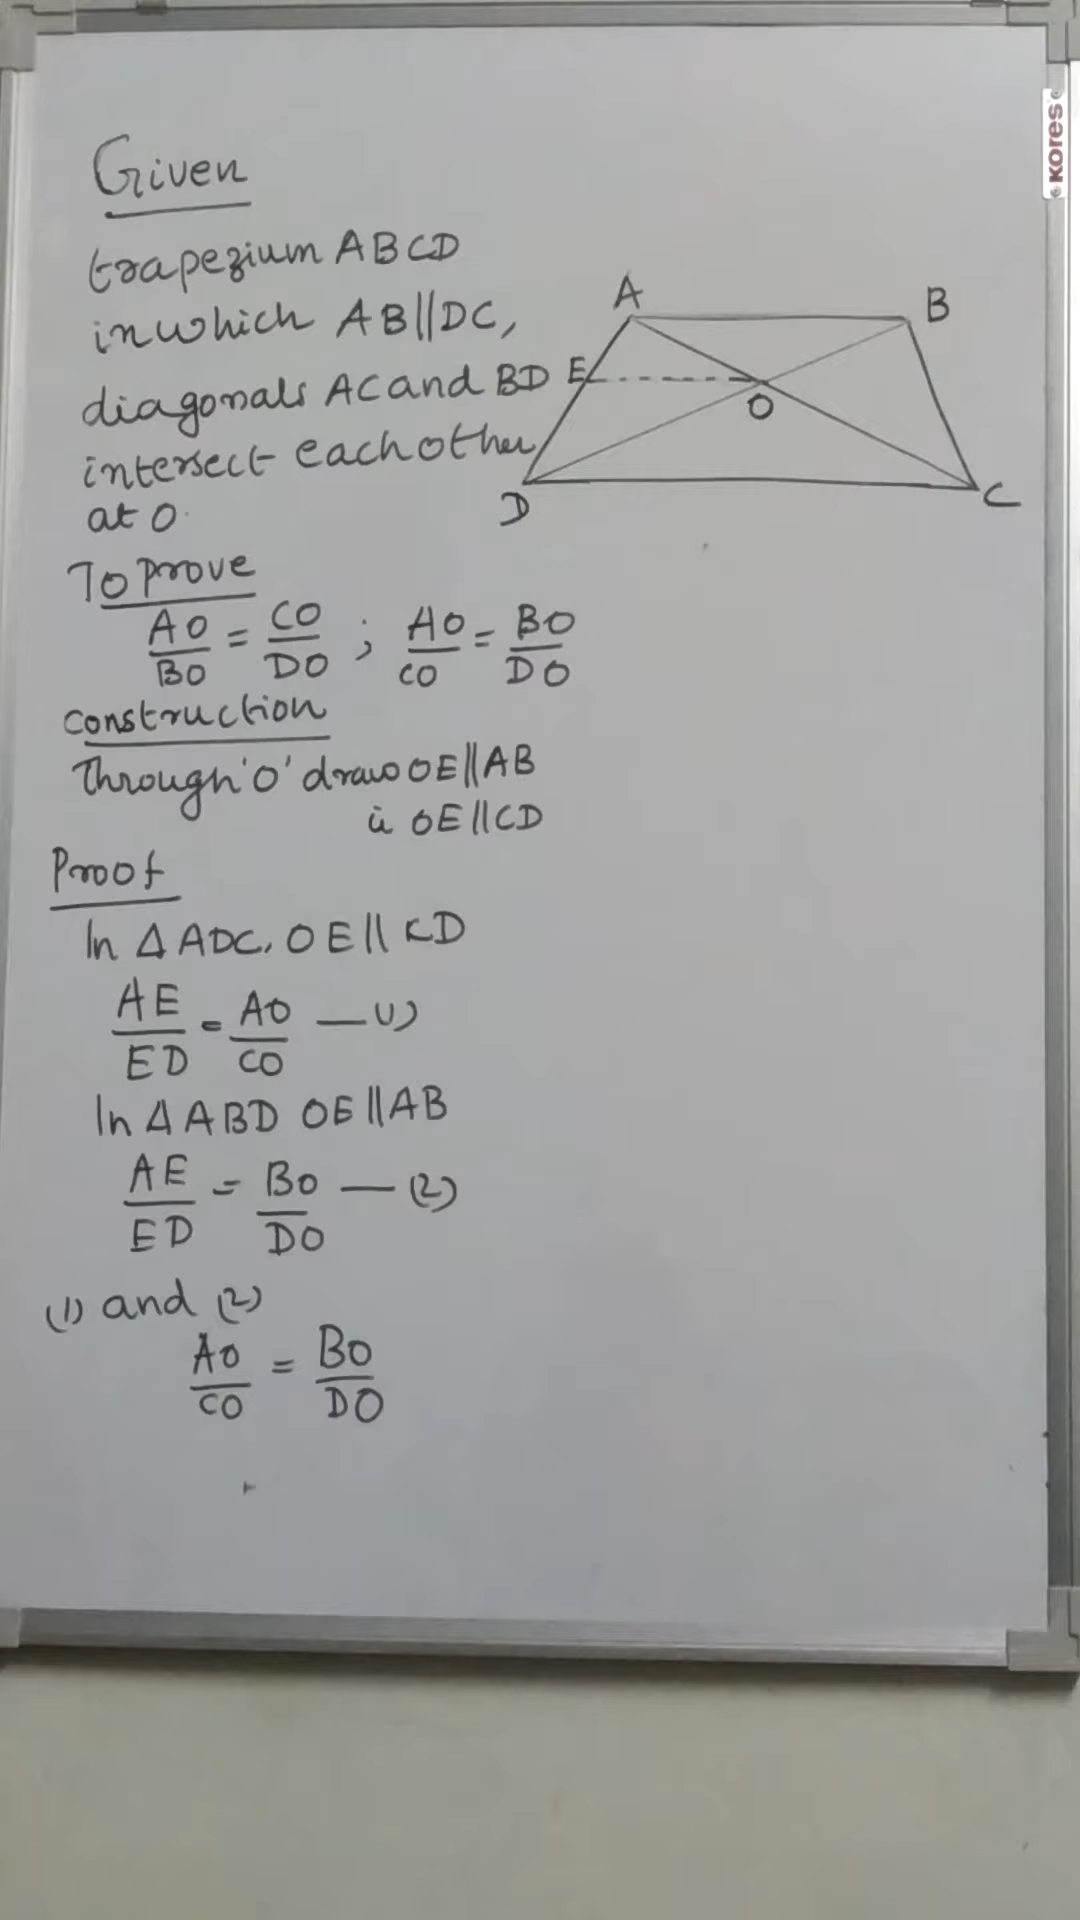 KORES
Given
trapezium ABCD
in which AB||DC,
diagonals AC and BD
intersect each other
at O.
A
B
E
O
D
C
To prove
AO/BO = CO/DO ; AO/CO = BO/DO
construction
Through 'O' draw OE||AB
ie OE||CD
Proof
In Δ ADC, OE || CD
AE/ED = AO/CO — (1)
In Δ ABD OE||AB
AE/ED = BO/DO — (2)
(1) and (2)
AO/CO = BO/DO